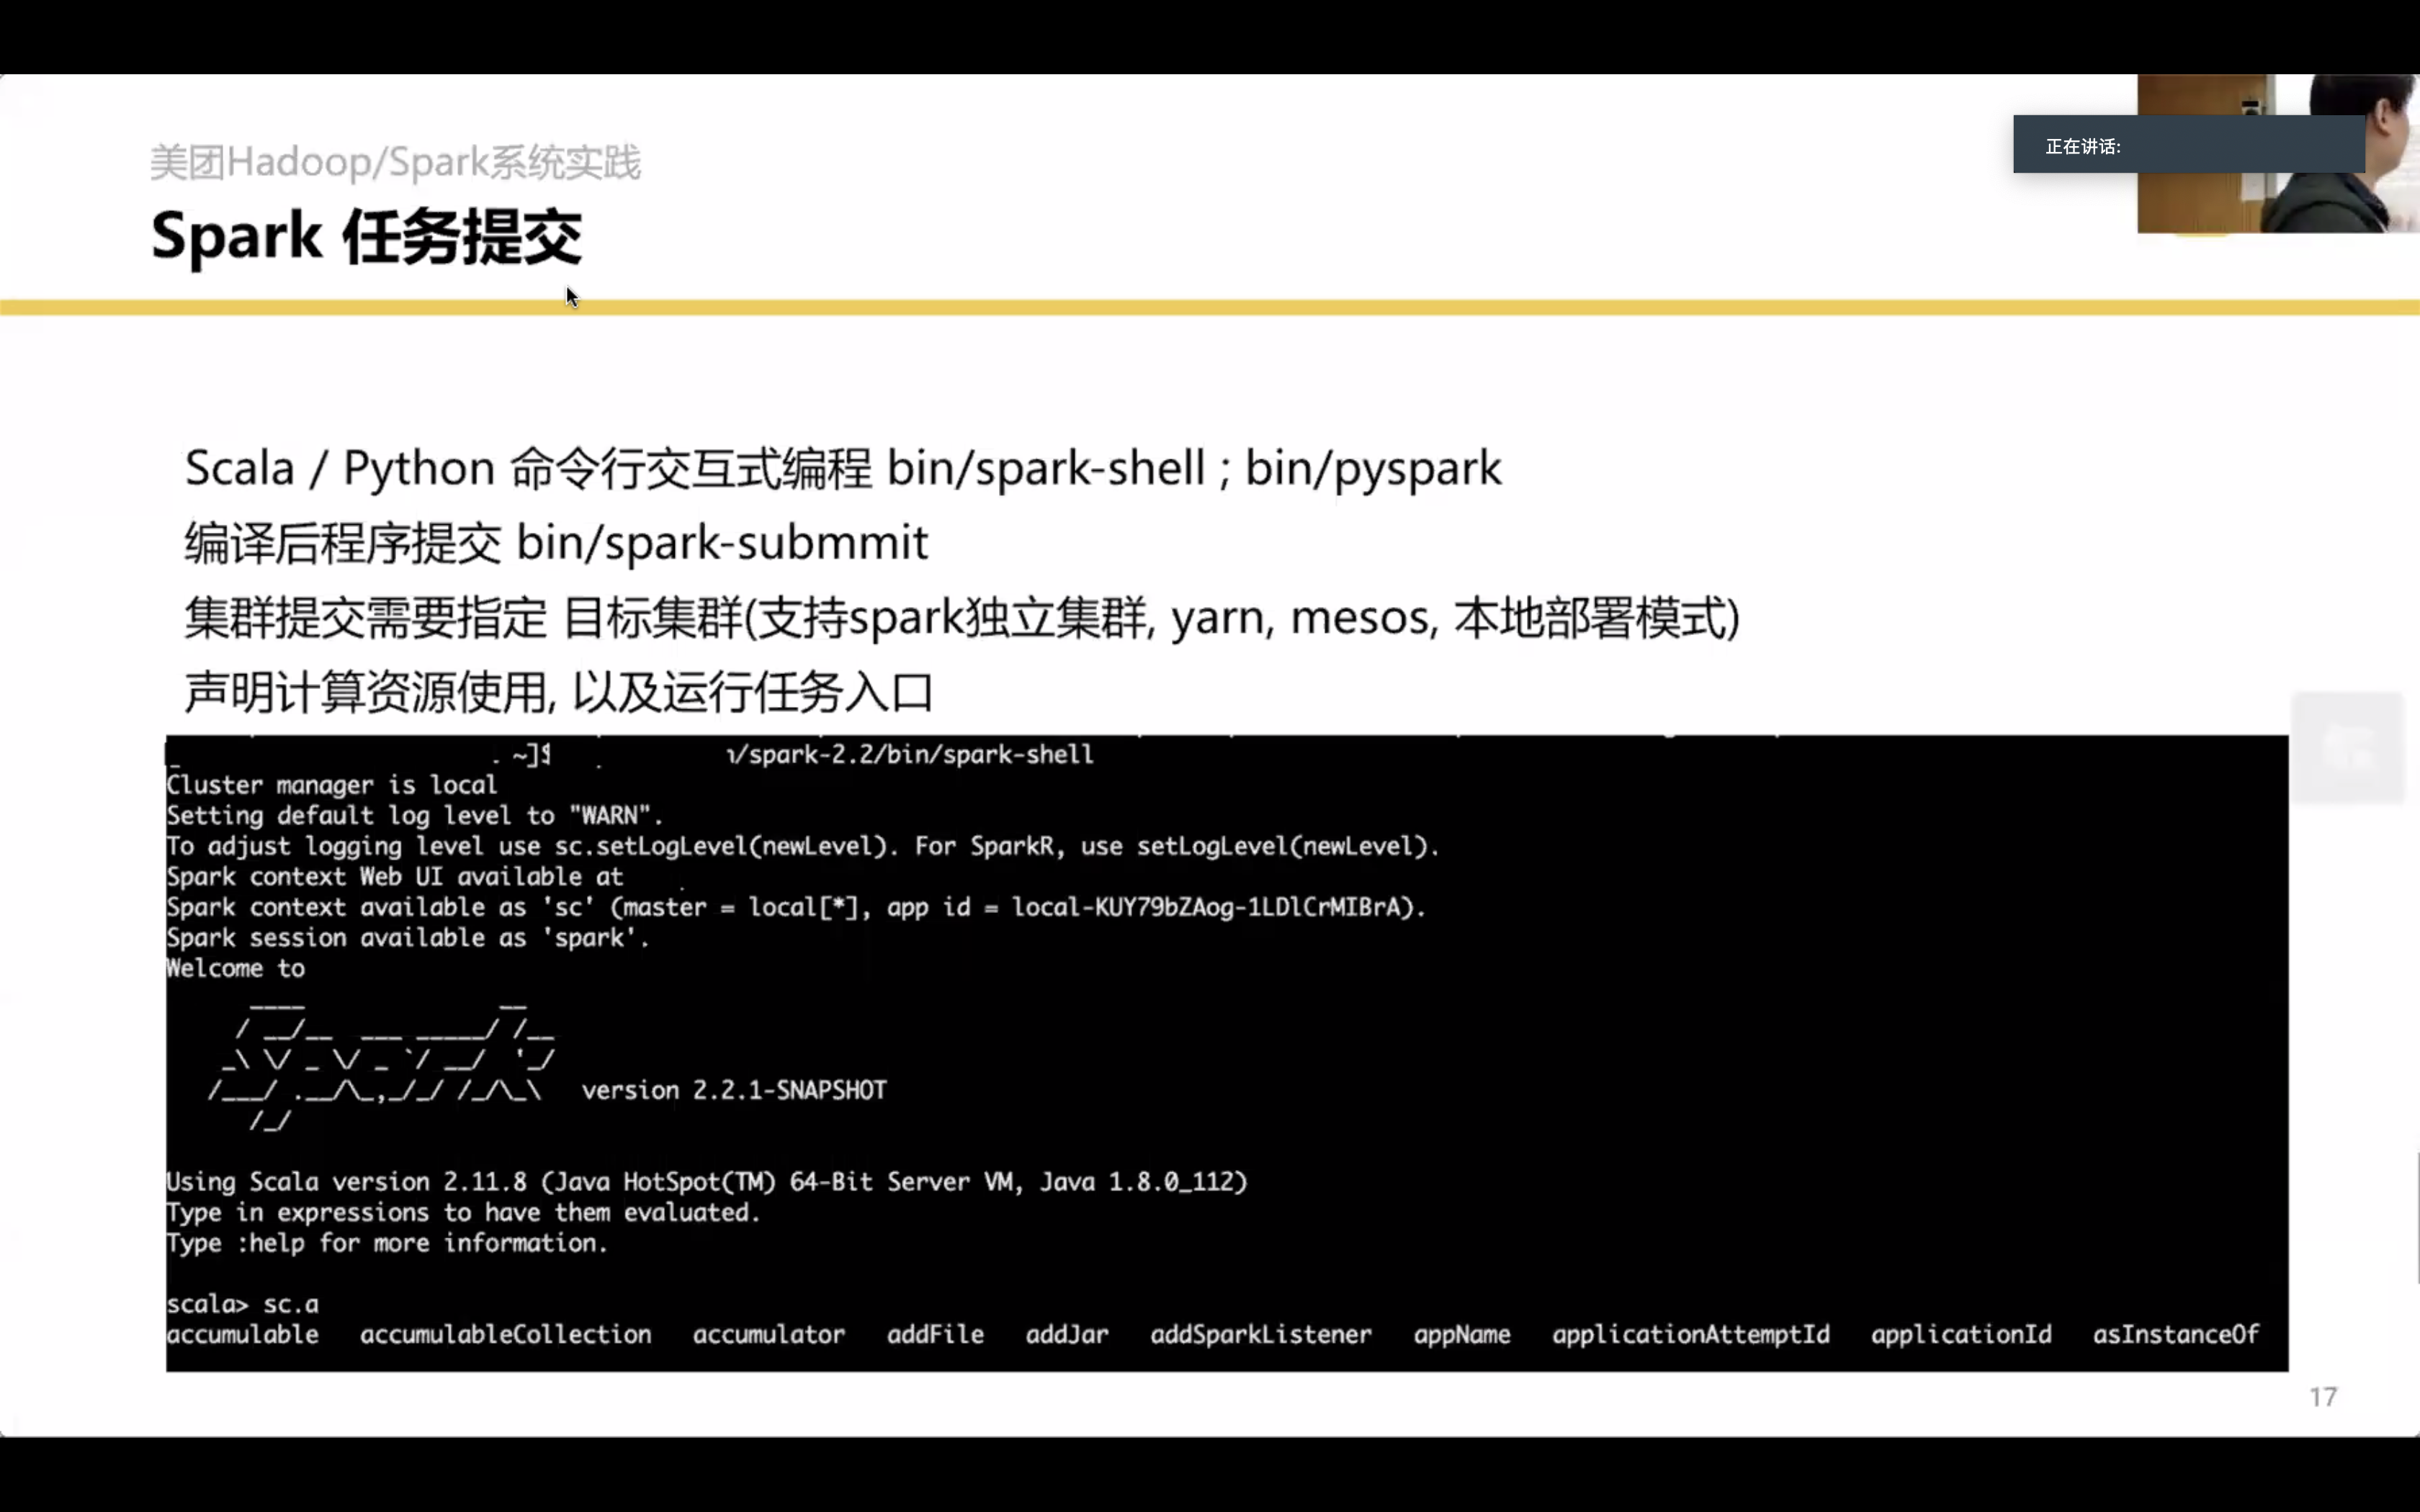 美团Hadoop/Spark系统实践
Spark 任务提交
正在讲话:
Scala / Python 命令行交互式编程 bin/spark-shell ; bin/pyspark
编译后程序提交 bin/spark-submmit
集群提交需要指定 目标集群(支持spark独立集群, yarn, mesos, 本地部署模式)
声明计算资源使用, 以及运行任务入口
~]$ /spark-2.2/bin/spark-shell
Cluster manager is local
Setting default log level to "WARN".
To adjust logging level use sc.setLogLevel(newLevel). For SparkR, use setLogLevel(newLevel).
Spark context Web UI available at
Spark context available as 'sc' (master = local[*], app id = local-KUY79bZAog-1LDlCrMIBrA).
Spark session available as 'spark'.
Welcome to
Spark version 2.2.1-SNAPSHOT
Using Scala version 2.11.8 (Java HotSpot(TM) 64-Bit Server VM, Java 1.8.0_112)
Type in expressions to have them evaluated.
Type :help for more information.
scala> sc.a
accumulable accumulableCollection accumulator addFile addJar addSparkListener appName applicationAttemptId applicationId asInstanceOf
17